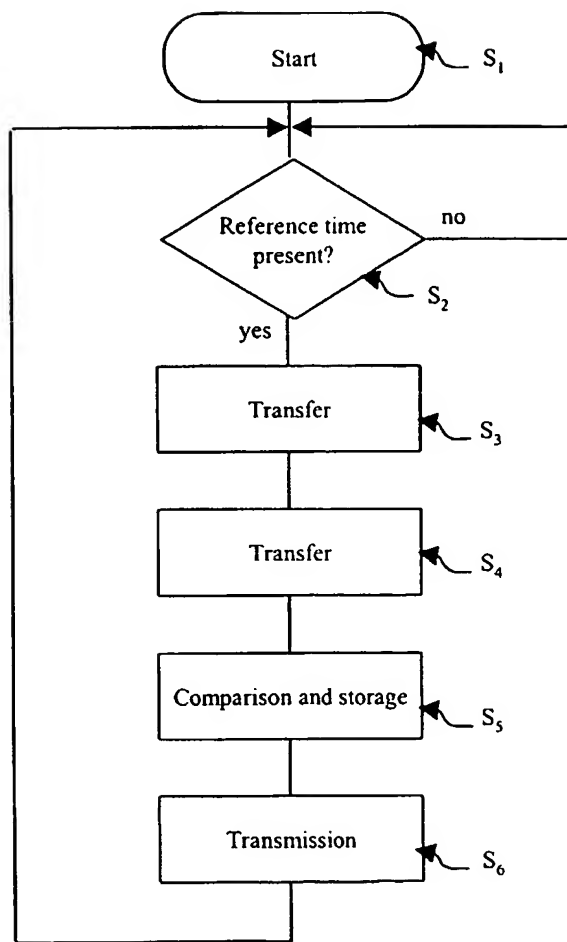 Start
S₁
Reference time
present?
no
S₂
yes
Transfer
S₃
Transfer
S₄
Comparison and storage
S₅
Transmission
S₆